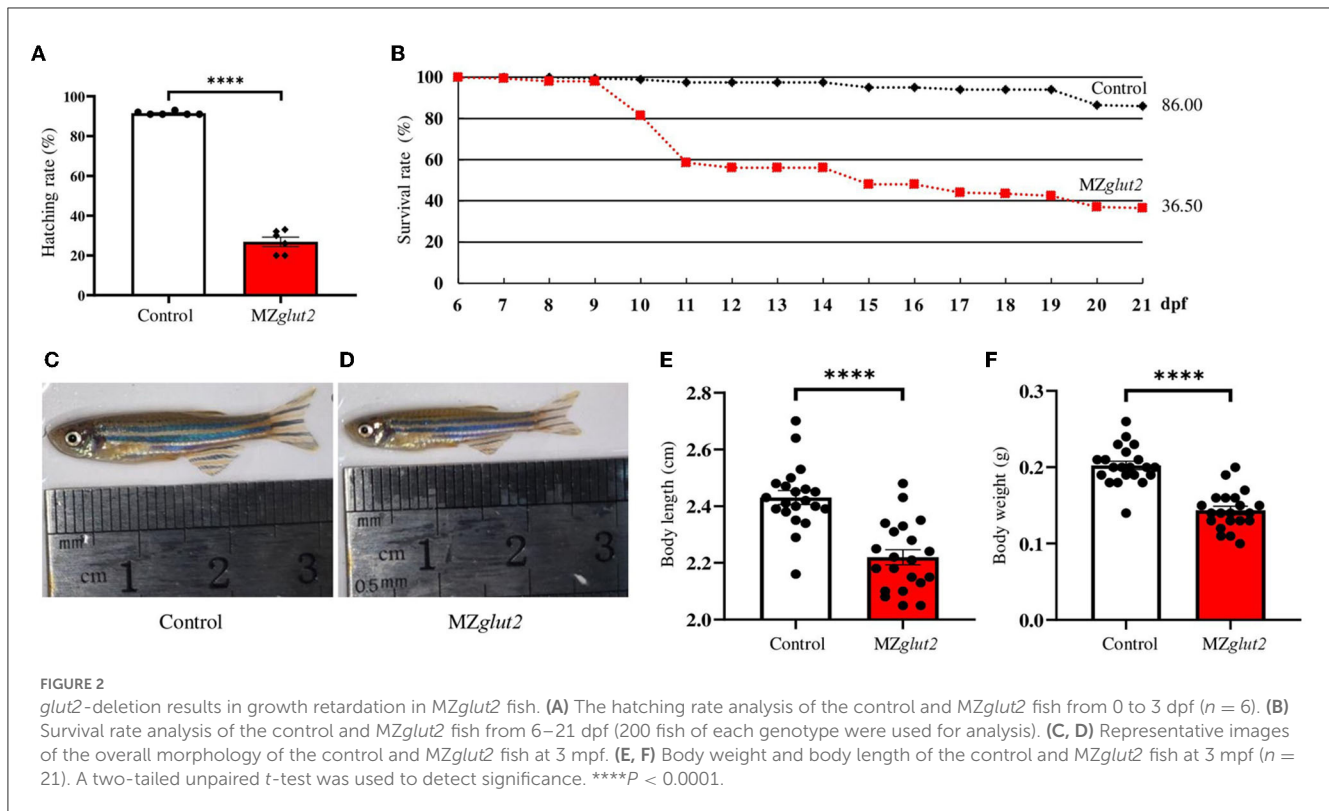 A
****
Hatching rate (%)
100
80
60
40
20
0
Control
MZglut2
B
Survival rate (%)
100
80
60
40
20
0
Control
86.00
MZglut2
36.50
6 7 8 9 10 11 12 13 14 15 16 17 18 19 20 21 dpf
C
mm
cm 1 2 3
Control
D
mm
cm 1 2 3
0.5mm
MZglut2
E
****
Body length (cm)
2.8
2.6
2.4
2.2
2.0
Control
MZglut2
F
****
Body weight (g)
0.3
0.2
0.1
0.0
Control
MZglut2
FIGURE 2
glut2-deletion results in growth retardation in MZglut2 fish. (A) The hatching rate analysis of the control and MZglut2 fish from 0 to 3 dpf (n = 6). (B)
Survival rate analysis of the control and MZglut2 fish from 6–21 dpf (200 fish of each genotype were used for analysis). (C, D) Representative images
of the overall morphology of the control and MZglut2 fish at 3 mpf. (E, F) Body weight and body length of the control and MZglut2 fish at 3 mpf (n =
21). A two-tailed unpaired t-test was used to detect significance. ****P < 0.0001.